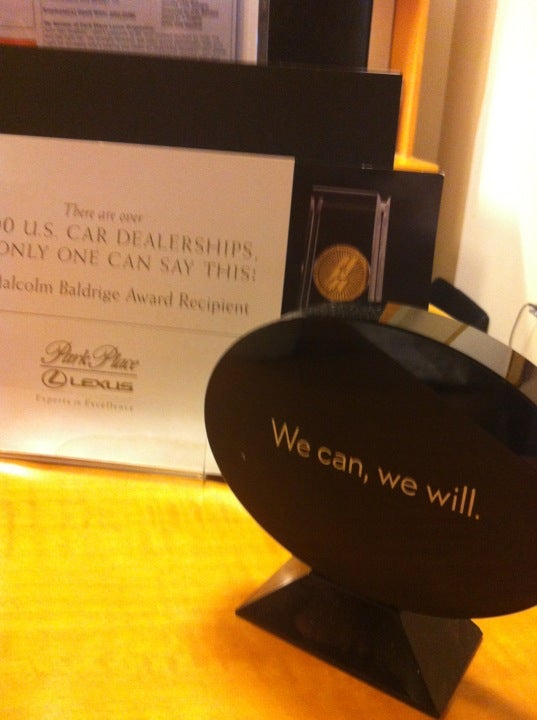 There are over
00 U.S. CAR DEALERSHIPS,
ONLY ONE CAN SAY THIS:
Malcolm Baldrige Award Recipient
Park Place
LEXUS
Experts in Excellence
We can, we will.